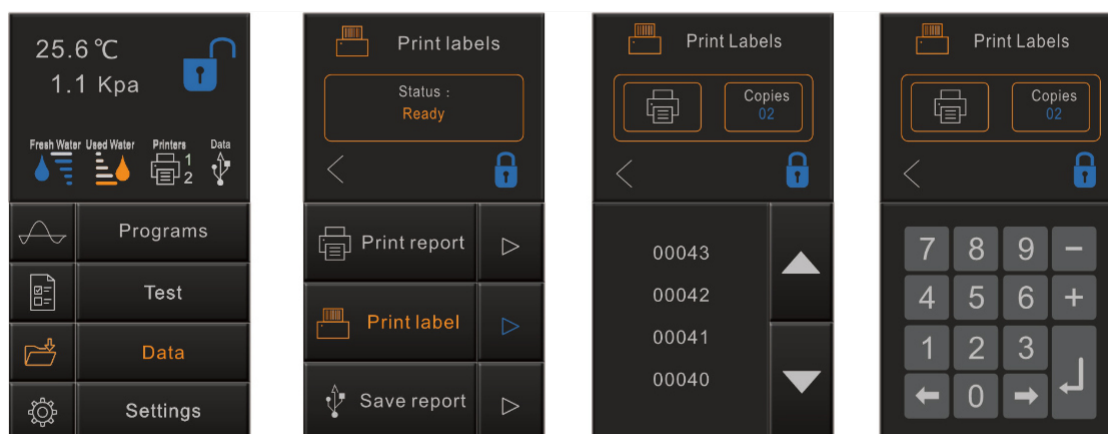 25.6 ℃
1.1 Kpa
Fresh Water Used Water Printers Data
1
2
Programs
Test
Data
Settings
Print labels
Status :
Ready
Print report
Print label
Save report
Print Labels
Copies
02
00043
00042
00041
00040
Print Labels
Copies
02
7 8 9 −
4 5 6 +
1 2 3
0